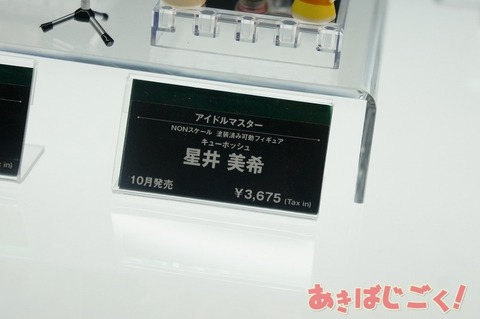 アイドルマスター
NONスケール 塗装済み可動フィギュア
キューポッシュ
星井 美希
10月発売
¥3,675 (Tax in)
x in)
あきばじごく!